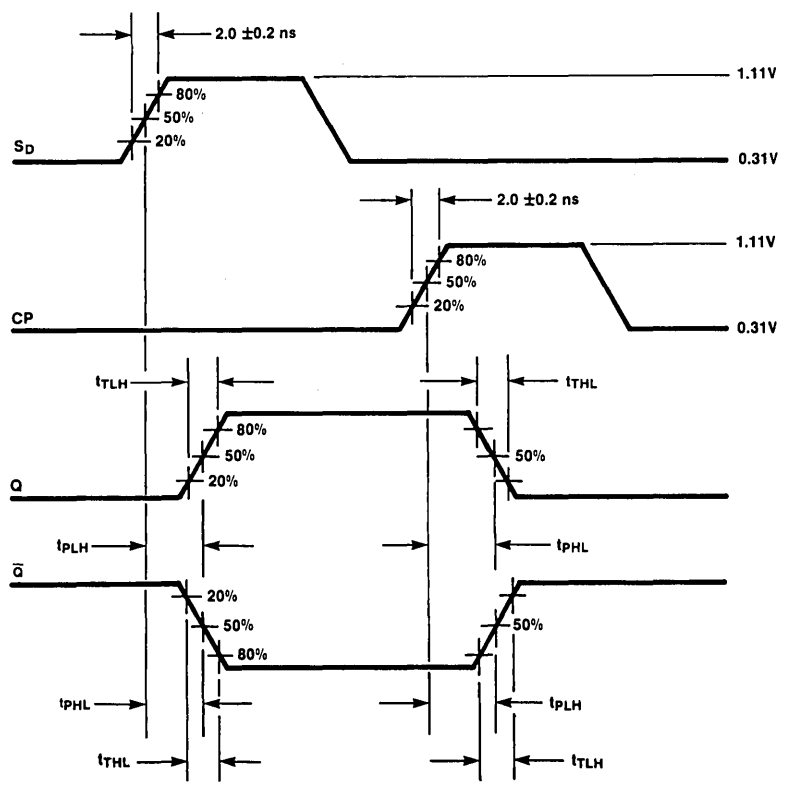 2.0 ±0.2 ns
1.11V
80%
50%
20%
SD
0.31V
2.0 ±0.2 ns
1.11V
80%
50%
20%
CP
0.31V
tTLH
tTHL
80%
50%
50%
20%
Q
tPLH
tPHL
Q̅
20%
50%
50%
80%
tPHL
tPLH
tTHL
tTLH